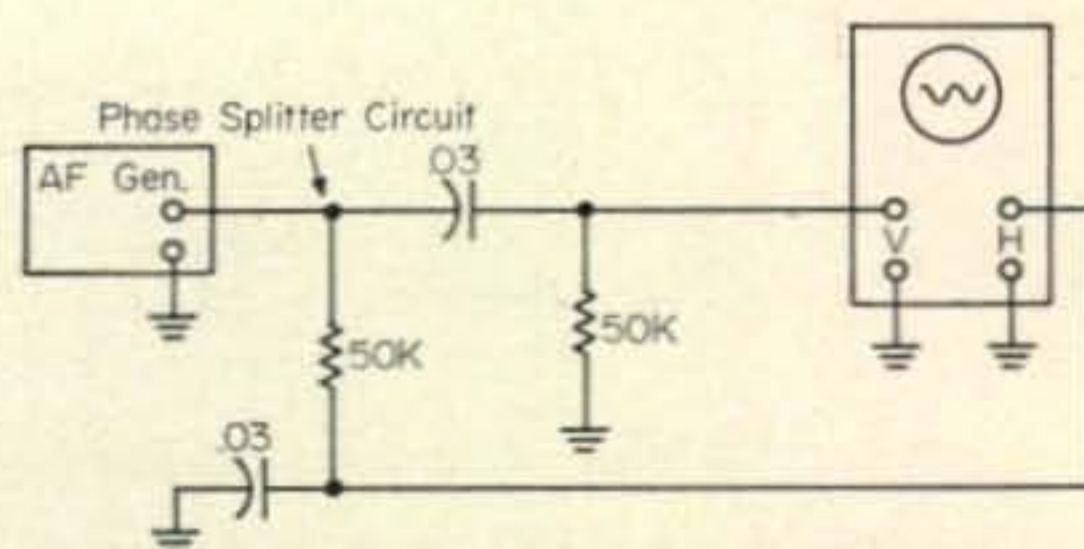 Phase Splitter Circuit
AF Gen.
.03
V
H
50K
50K
.03